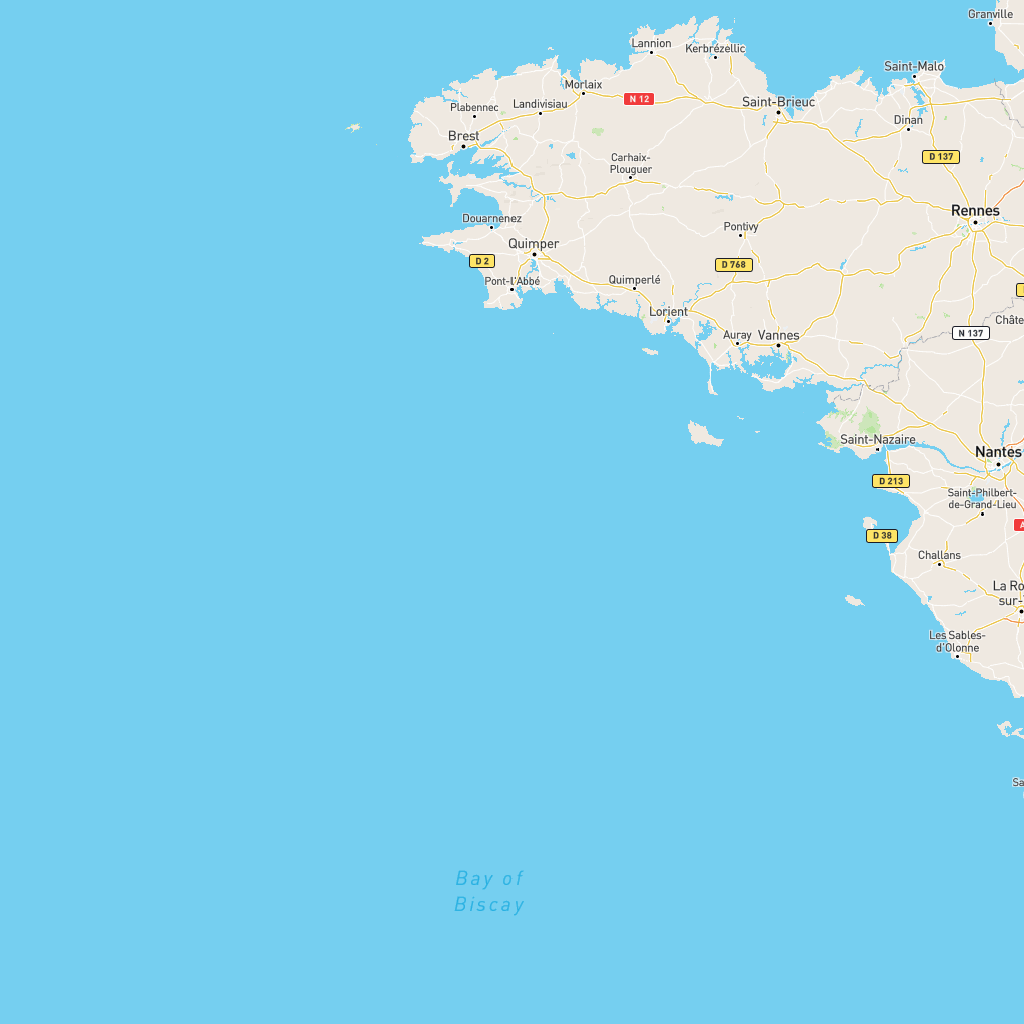 Granville
Lannion
Kerbrézellic
Saint-Malo
Morlaix
Plabennec
Landivisiau
N 12
Saint-Brieuc
Dinan
Brest
Carhaix-
Plouguer
D 137
Rennes
Douarnenez
Pontivy
Quimper
D 2
D 768
Pont-l'Abbé
Quimperlé
Lorient
Châte
Auray
Vannes
N 137
Saint-Nazaire
Nantes
D 213
Saint-Philbert-
de-Grand-Lieu
A
D 38
Challans
La Ro
sur-
Les Sables-
d'Olonne
Sa
Bay of
Biscay